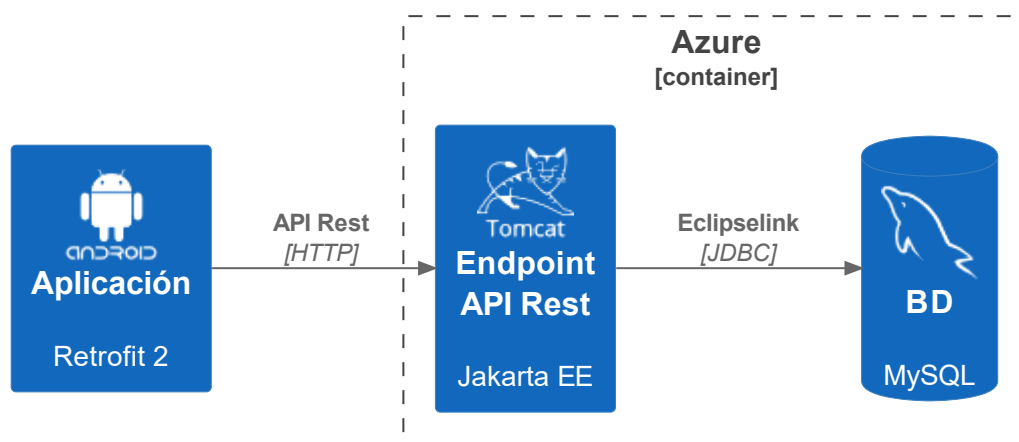 Azure
[container]
ANDROID
Aplicación
Retrofit 2
API Rest
[HTTP]
Tomcat
Endpoint
API Rest
Jakarta EE
Eclipselink
[JDBC]
BD
MySQL